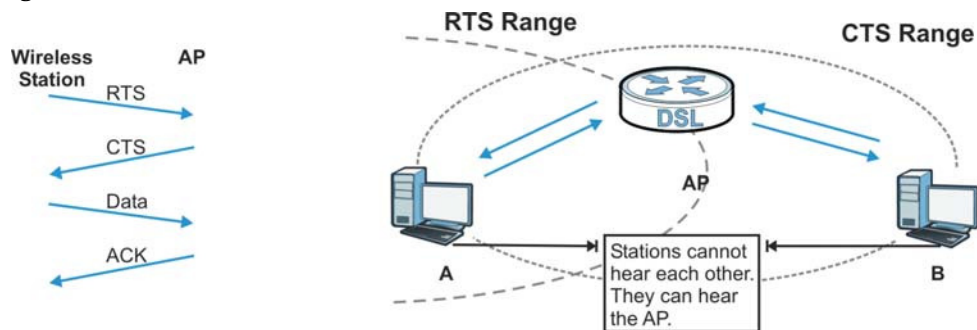 RTS Range
CTS Range
Wireless
Station
AP
RTS
CTS
Data
ACK
DSL
AP
A
B
Stations cannot
hear each other.
They can hear
the AP.